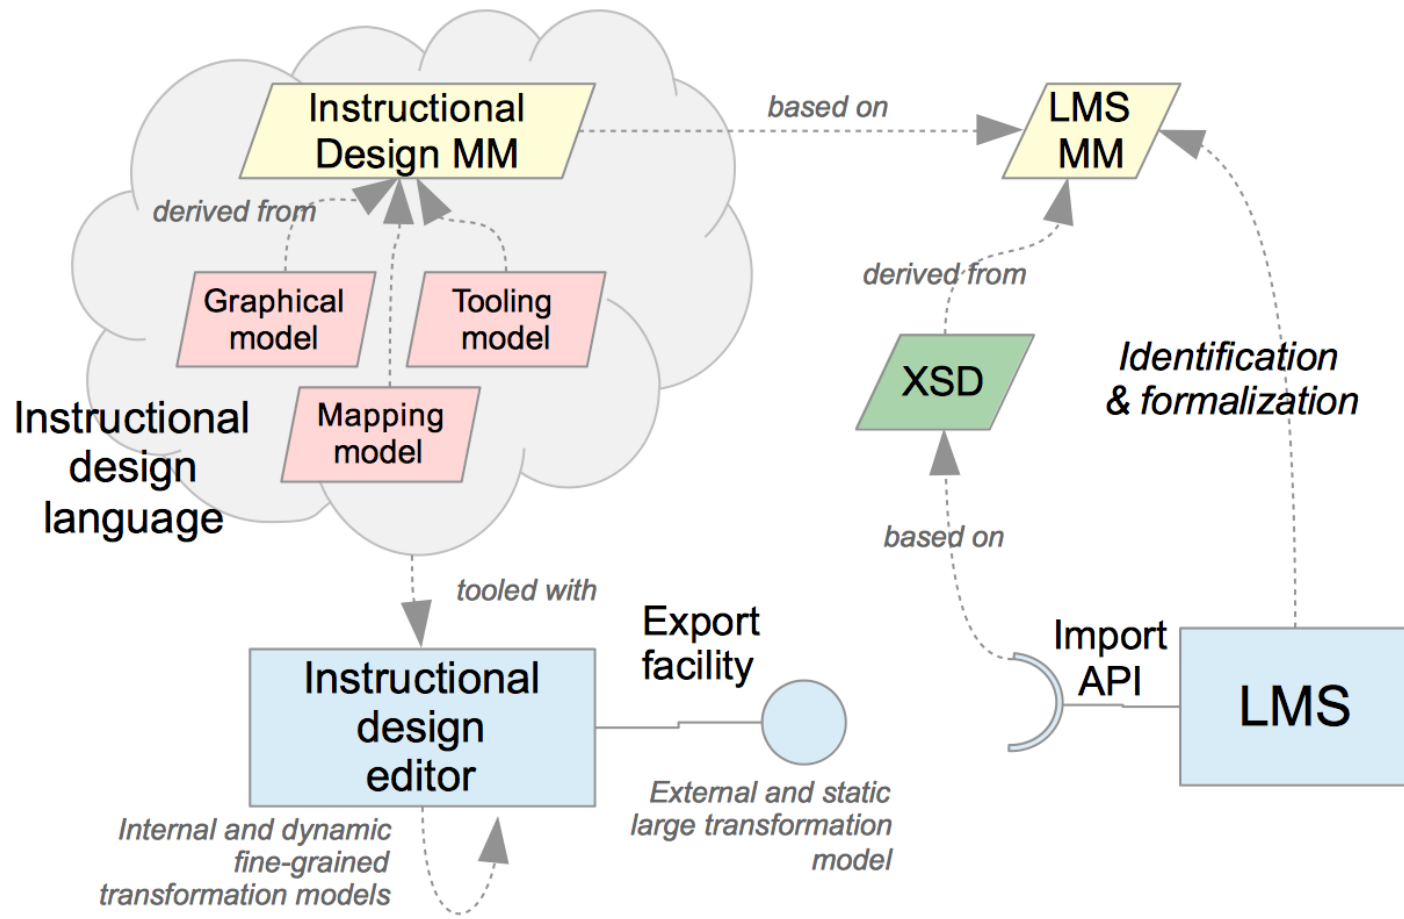 Instructional
Design MM
based on
LMS
MM
derived from
Graphical
model
Tooling
model
Mapping
model
Instructional
design
language
derived from
XSD
Identification
& formalization
based on
tooled with
Instructional
design
editor
Export
facility
Import
API
LMS
Internal and dynamic
fine-grained
transformation models
External and static
large transformation
model